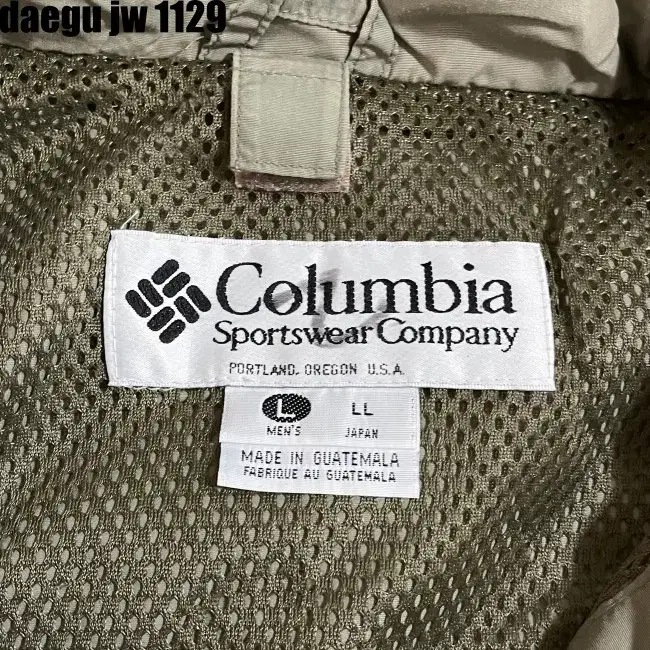 daegu jw 1129
Columbia
Sportswear Company
PORTLAND, OREGON U.S.A.
L LL
MEN'S JAPAN
MADE IN GUATEMALA
FABRIQUE AU GUATEMALA